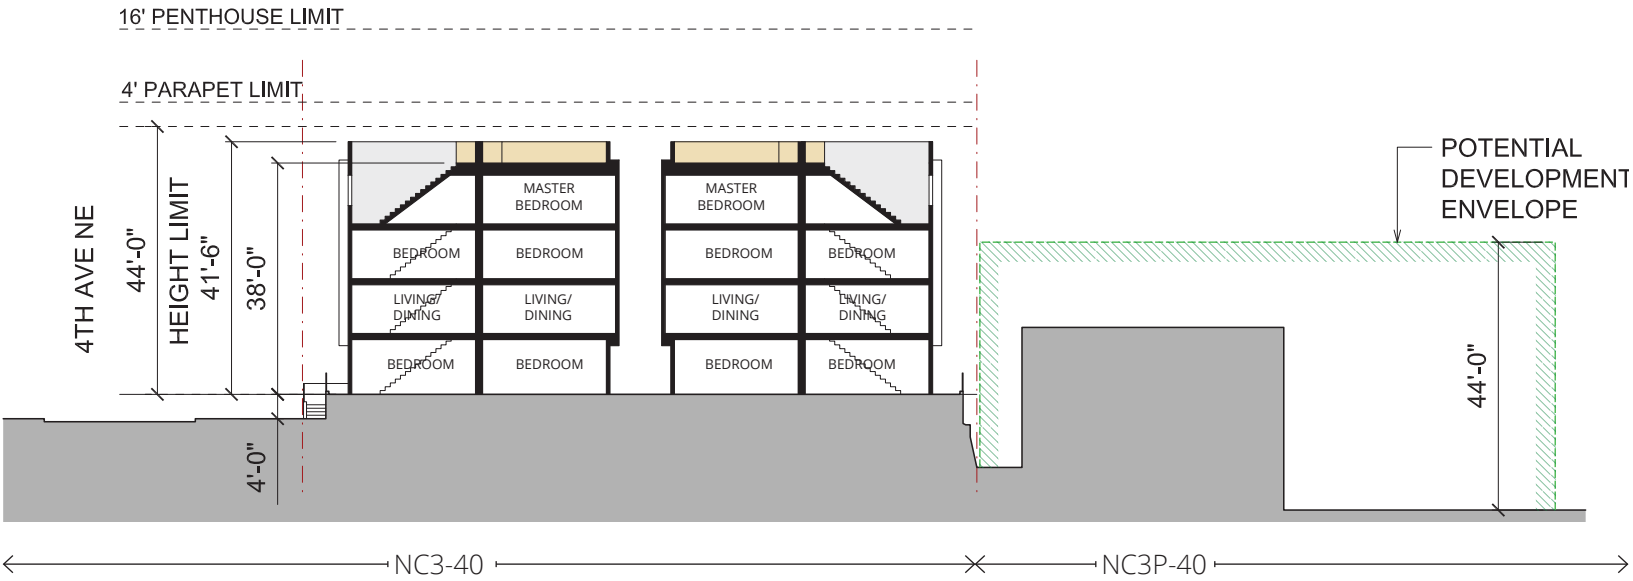 16' PENTHOUSE LIMIT
4' PARAPET LIMIT
4TH AVE NE
44'-0"
HEIGHT LIMIT
41'-6"
38'-0"
4'-0"
MASTER
BEDROOM
MASTER
BEDROOM
BEDROOM
BEDROOM
BEDROOM
BEDROOM
LIVING/
DINING
LIVING/
DINING
LIVING/
DINING
LIVING/
DINING
BEDROOM
BEDROOM
BEDROOM
BEDROOM
POTENTIAL
DEVELOPMENT
ENVELOPE
44'-0"
NC3-40
NC3P-40